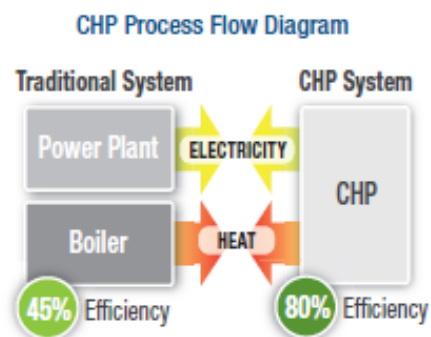 CHP Process Flow Diagram
Traditional System
CHP System
Power Plant
ELECTRICITY
CHP
Boiler
HEAT
45% Efficiency
80% Efficiency